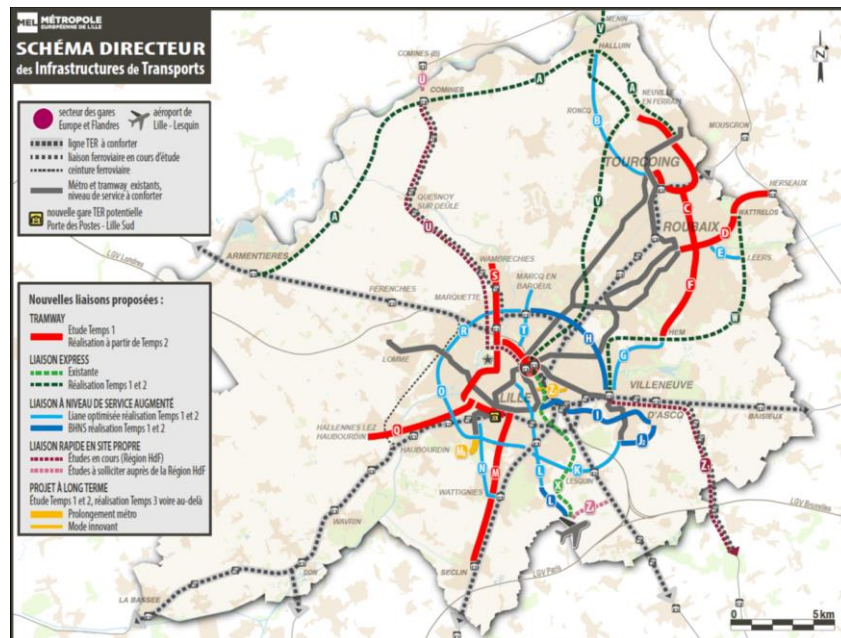 MEL MÉTROPOLE
EUROPÉENNE DE LILLE
SCHÉMA DIRECTEUR
des Infrastructures de Transports
secteur des gares
Europe et Flandres
aéroport de
Lille - Lesquin
ligne TER à conforter
liaison ferroviaire en cours d'étude
ceinture ferroviaire
Métro et tramway existants,
niveau de service à conforter
nouvelle gare TER potentielle
Porte des Postes - Lille Sud
Nouvelles liaisons proposées :
TRAMWAY
Etude Temps 1
Réalisation à partir de Temps 2
LIAISON EXPRESS
Existante
Réalisation Temps 1 et 2
LIAISON À NIVEAU DE SERVICE AUGMENTÉ
Liane optimisée réalisation Temps 1 et 2
BHNS réalisation Temps 1 et 2
LIAISON RAPIDE EN SITE PROPRE
Études en cours (Région HdF)
Études à solliciter auprès de la Région HdF
PROJET À LONG TERME
Étude Temps 1 et 2, réalisation Temps 3 voire au-delà
Prolongement métro
Mode innovant
MENIN
V
HALLUIN
COMINES (B)
U
COMINES
A
A
NEUVILLE
EN FERRAIN
RONCQ
B
MOUSCRON
TOURCOING
A
QUESNOY
SUR DEÛLE
V
C
HERSEAUX
WATTRELOS
ROUBAIX
D
U
E
LEERS
ARMENTIERES
LGV Londres
WAMBRECHIES
S
MARCQ EN
BAROEUL
F
PERENCHIES
MARQUETTE
R
T
H
HEM
W
G
LOMME
O
LILLE
Z
VILLENEUVE
D'ASCQ
BAISIEUX
HALLENNES LEZ
HAUBOURDIN
Q
I
HAUBOURDIN
J
N
M
L
K
LESQUIN
X
WATTIGNIES
L
Z
Z
LGV Bruxelles
WAVRIN
SECLIN
LGV Paris
DON
LA BASSEE
N
0
5km